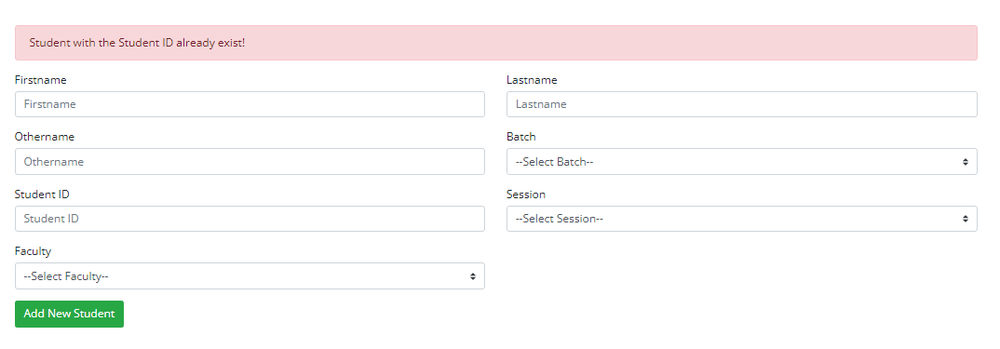 Student with the Student ID already exist!
Firstname
Lastname
Firstname
Lastname
Othername
Batch
Othername
--Select Batch--
Student ID
Session
Student ID
--Select Session--
Faculty
--Select Faculty--
Add New Student